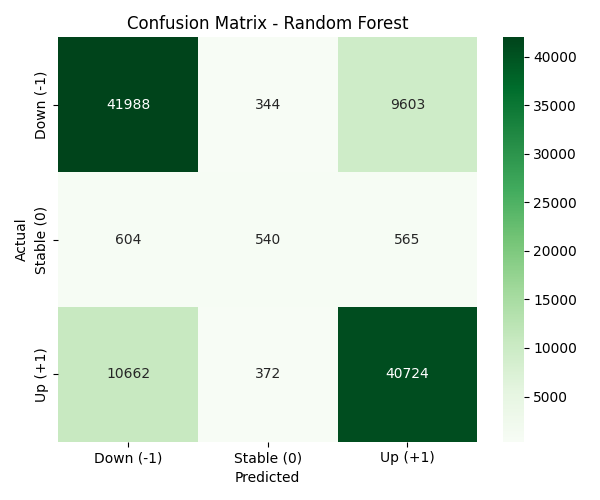 Confusion Matrix - Random Forest
Actual
Down (-1)
41988 344 9603
Stable (0)
604 540 565
Up (+1)
10662 372 40724
Down (-1) Stable (0) Up (+1)
Predicted
40000
35000
30000
25000
20000
15000
10000
5000